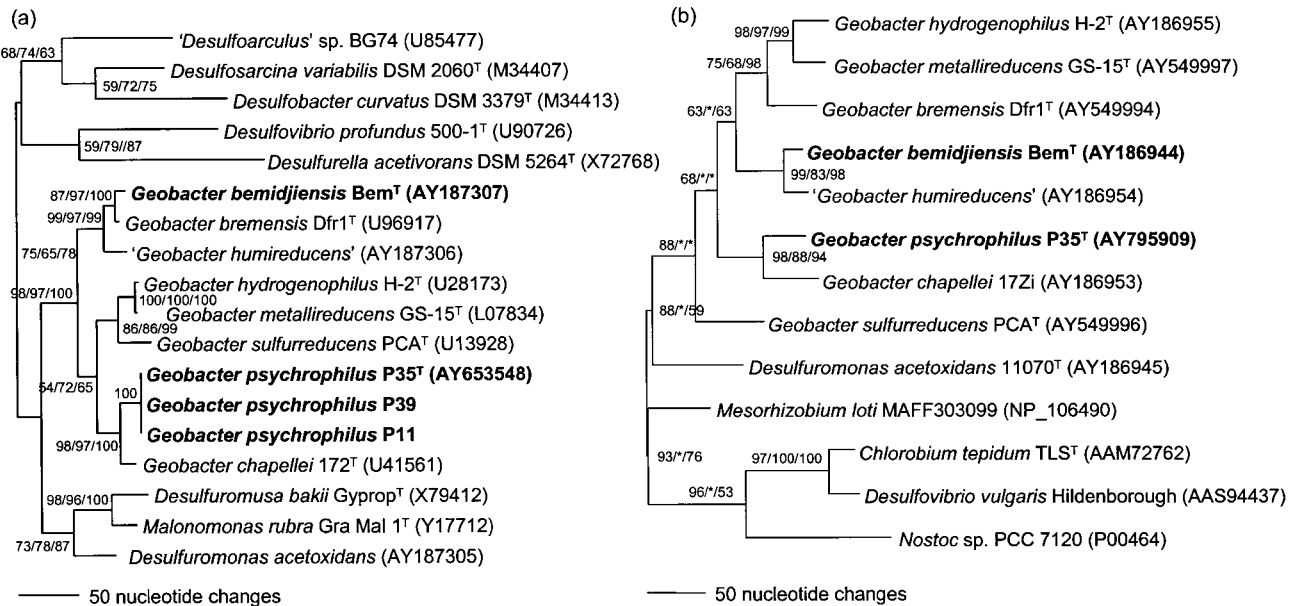 (a)
'Desulfoarculus' sp. BG74 (U85477)
68/74/63
Desulfosarcina variabilis DSM 2060ᵀ (M34407)
59/72/75
Desulfobacter curvatus DSM 3379ᵀ (M34413)
Desulfovibrio profundus 500-1ᵀ (U90726)
59/79//87
Desulfurella acetivorans DSM 5264ᵀ (X72768)
87/97/100
Geobacter bemidjiensis Bemᵀ (AY187307)
99/97/99
Geobacter bremensis Dfr1ᵀ (U96917)
75/65/78
'Geobacter humireducens' (AY187306)
98/97/100
Geobacter hydrogenophilus H-2ᵀ (U28173)
100/100/100
Geobacter metallireducens GS-15ᵀ (L07834)
86/86/99
Geobacter sulfurreducens PCAᵀ (U13928)
54/72/65
Geobacter psychrophilus P35ᵀ (AY653548)
100
Geobacter psychrophilus P39
Geobacter psychrophilus P11
98/97/100
Geobacter chapellei 172ᵀ (U41561)
98/96/100
Desulfuromusa bakii Gypropᵀ (X79412)
Malonomonas rubra Gra Mal 1ᵀ (Y17712)
73/78/87
Desulfuromonas acetoxidans (AY187305)
50 nucleotide changes
(b)
Geobacter hydrogenophilus H-2ᵀ (AY186955)
98/97/99
Geobacter metallireducens GS-15ᵀ (AY549997)
75/68/98
Geobacter bremensis Dfr1ᵀ (AY549994)
63/*/63
Geobacter bemidjiensis Bemᵀ (AY186944)
99/83/98
'Geobacter humireducens' (AY186954)
68/*/*
Geobacter psychrophilus P35ᵀ (AY795909)
88/*/*
98/88/94
Geobacter chapellei 17Zi (AY186953)
88/*/59
Geobacter sulfurreducens PCAᵀ (AY549996)
Desulfuromonas acetoxidans 11070ᵀ (AY186945)
Mesorhizobium loti MAFF303099 (NP_106490)
93/*/76
97/100/100
Chlorobium tepidum TLSᵀ (AAM72762)
96/*/53
Desulfovibrio vulgaris Hildenborough (AAS94437)
Nostoc sp. PCC 7120 (P00464)
50 nucleotide changes